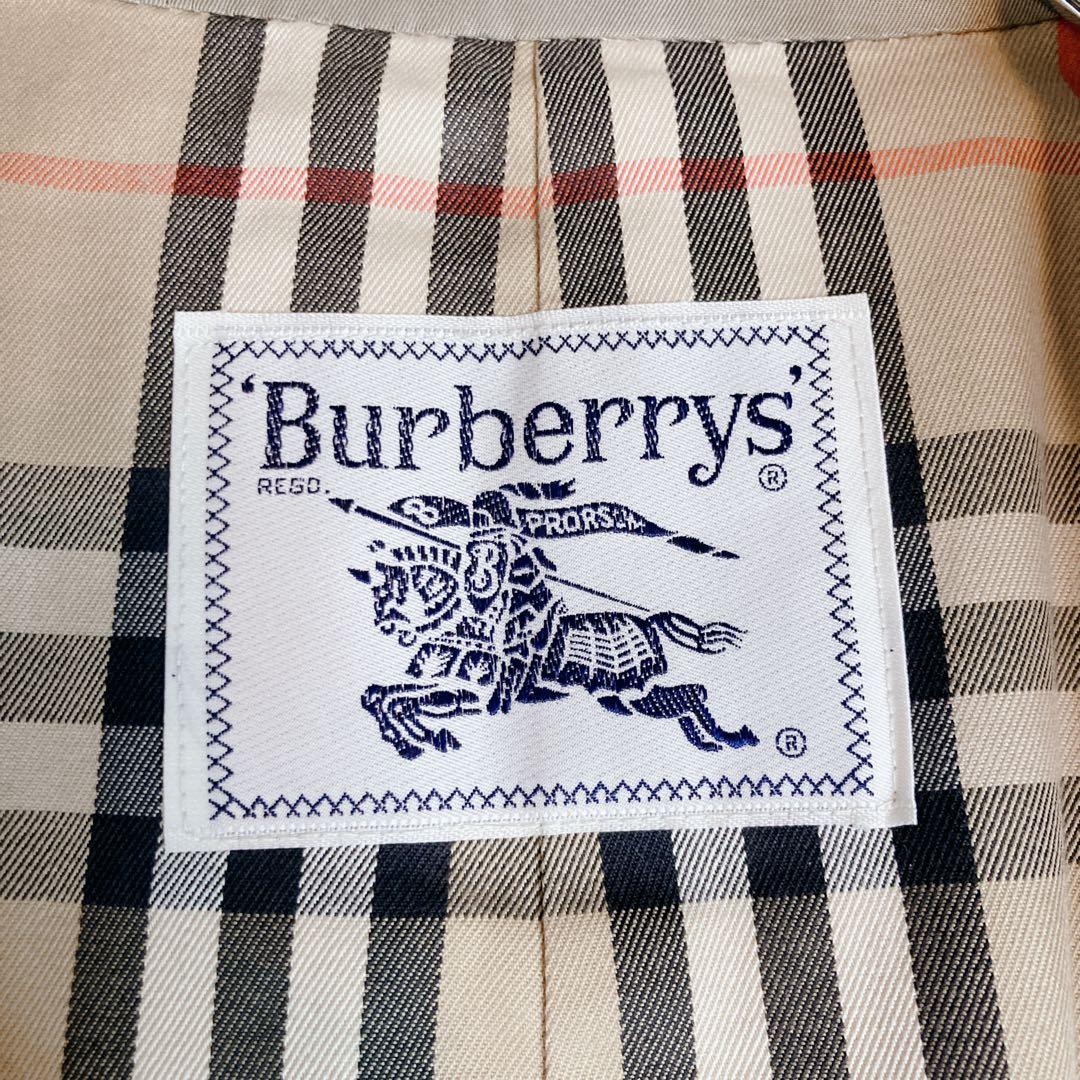 'Burberrys'
®
REGD.
PRORSUM
®